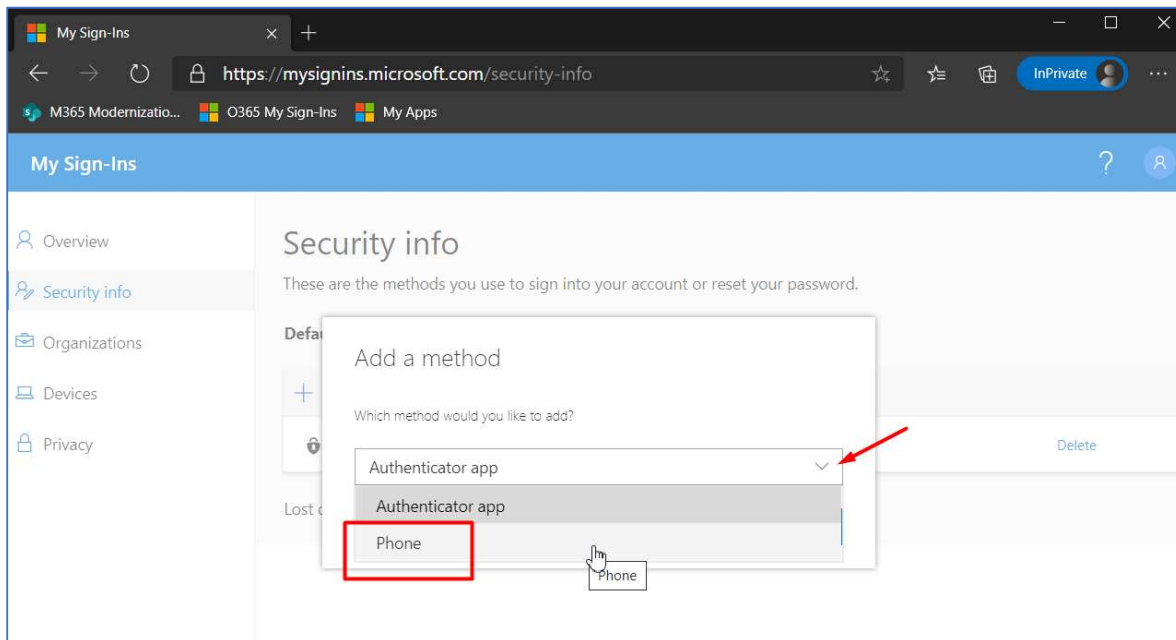 My Sign-Ins
https://mysignins.microsoft.com/security-info
InPrivate
M365 Modernizatio...
O365 My Sign-Ins
My Apps
My Sign-Ins
?
Overview
Security info
Organizations
Devices
Privacy
Security info
These are the methods you use to sign into your account or reset your password.
Defau
Add a method
Which method would you like to add?
Authenticator app
Authenticator app
Phone
Phone
Delete
Lost